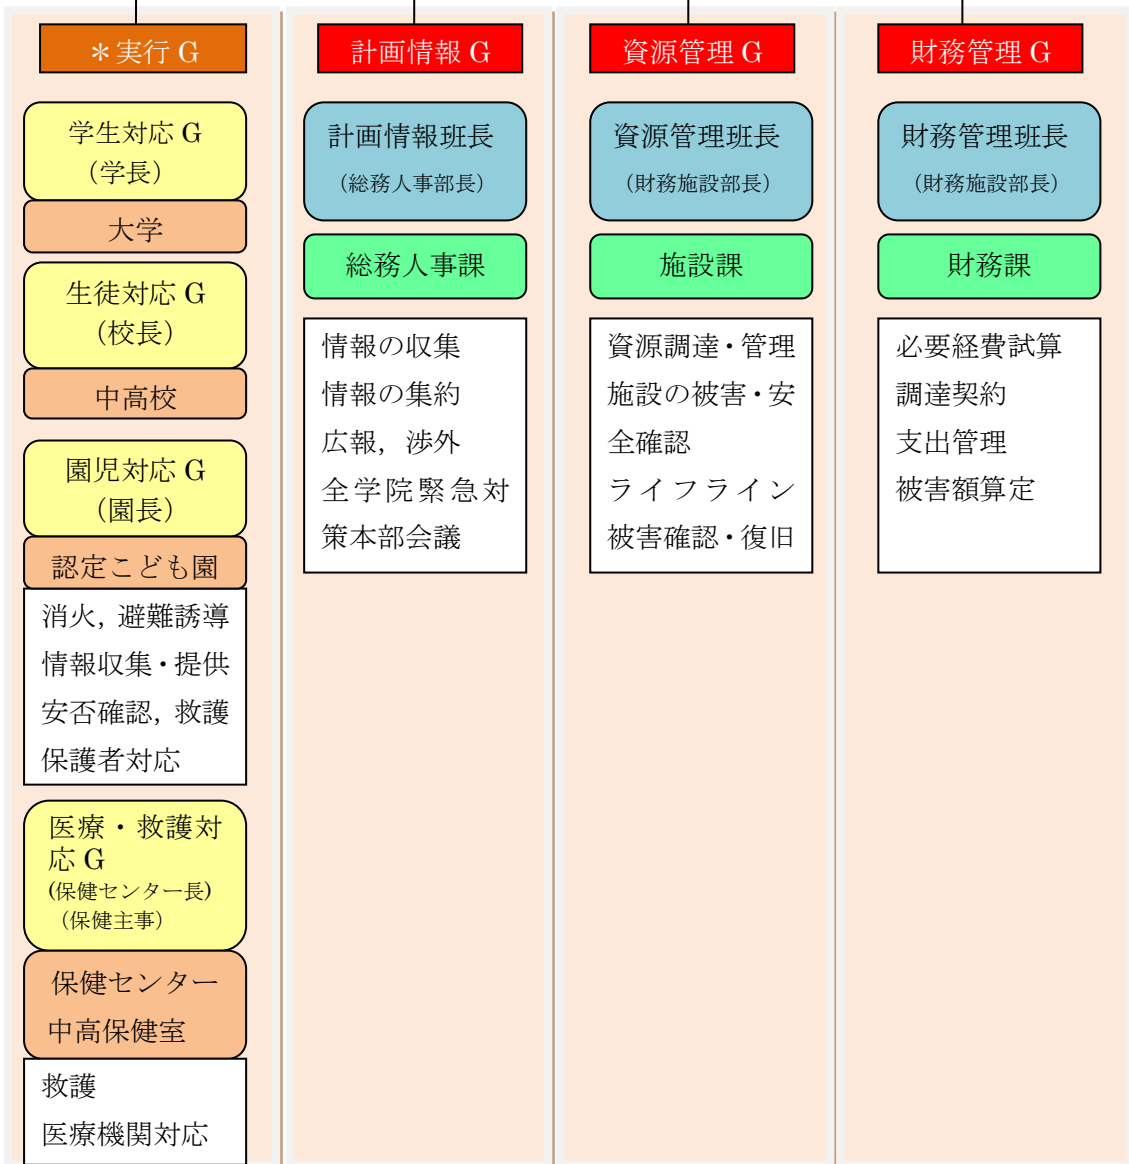 ＊実行 G
学生対応 G
（学長）
大学
生徒対応 G
（校長）
中高校
園児対応 G
（園長）
認定こども園
消火，避難誘導
情報収集・提供
安否確認，救護
保護者対応
医療・救護対
応 G
(保健センター長)
（保健主事）
保健センター
中高保健室
救護
医療機関対応
計画情報 G
計画情報班長
（総務人事部長）
総務人事課
情報の収集
情報の集約
広報，渉外
全学院緊急対
策本部会議
資源管理 G
資源管理班長
（財務施設部長）
施設課
資源調達・管理
施設の被害・安
全確認
ライフライン
被害確認・復旧
財務管理 G
財務管理班長
（財務施設部長）
財務課
必要経費試算
調達契約
支出管理
被害額算定